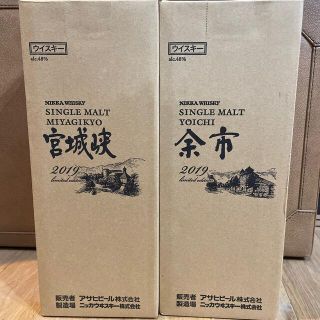 ウイスキー
alc.48%
NIKKA WHISKY
SINGLE MALT
MIYAGIKYO
宮城峡
2019
limited edition
販売者 アサヒビール株式会社
製造場 ニッカウヰスキー株式会社
ウイスキー
alc.48%
NIKKA WHISKY
SINGLE MALT
YOICHI
余市
2019
limited edition
販売者 アサヒビール株式会社
製造場 ニッカウヰスキー株式会社